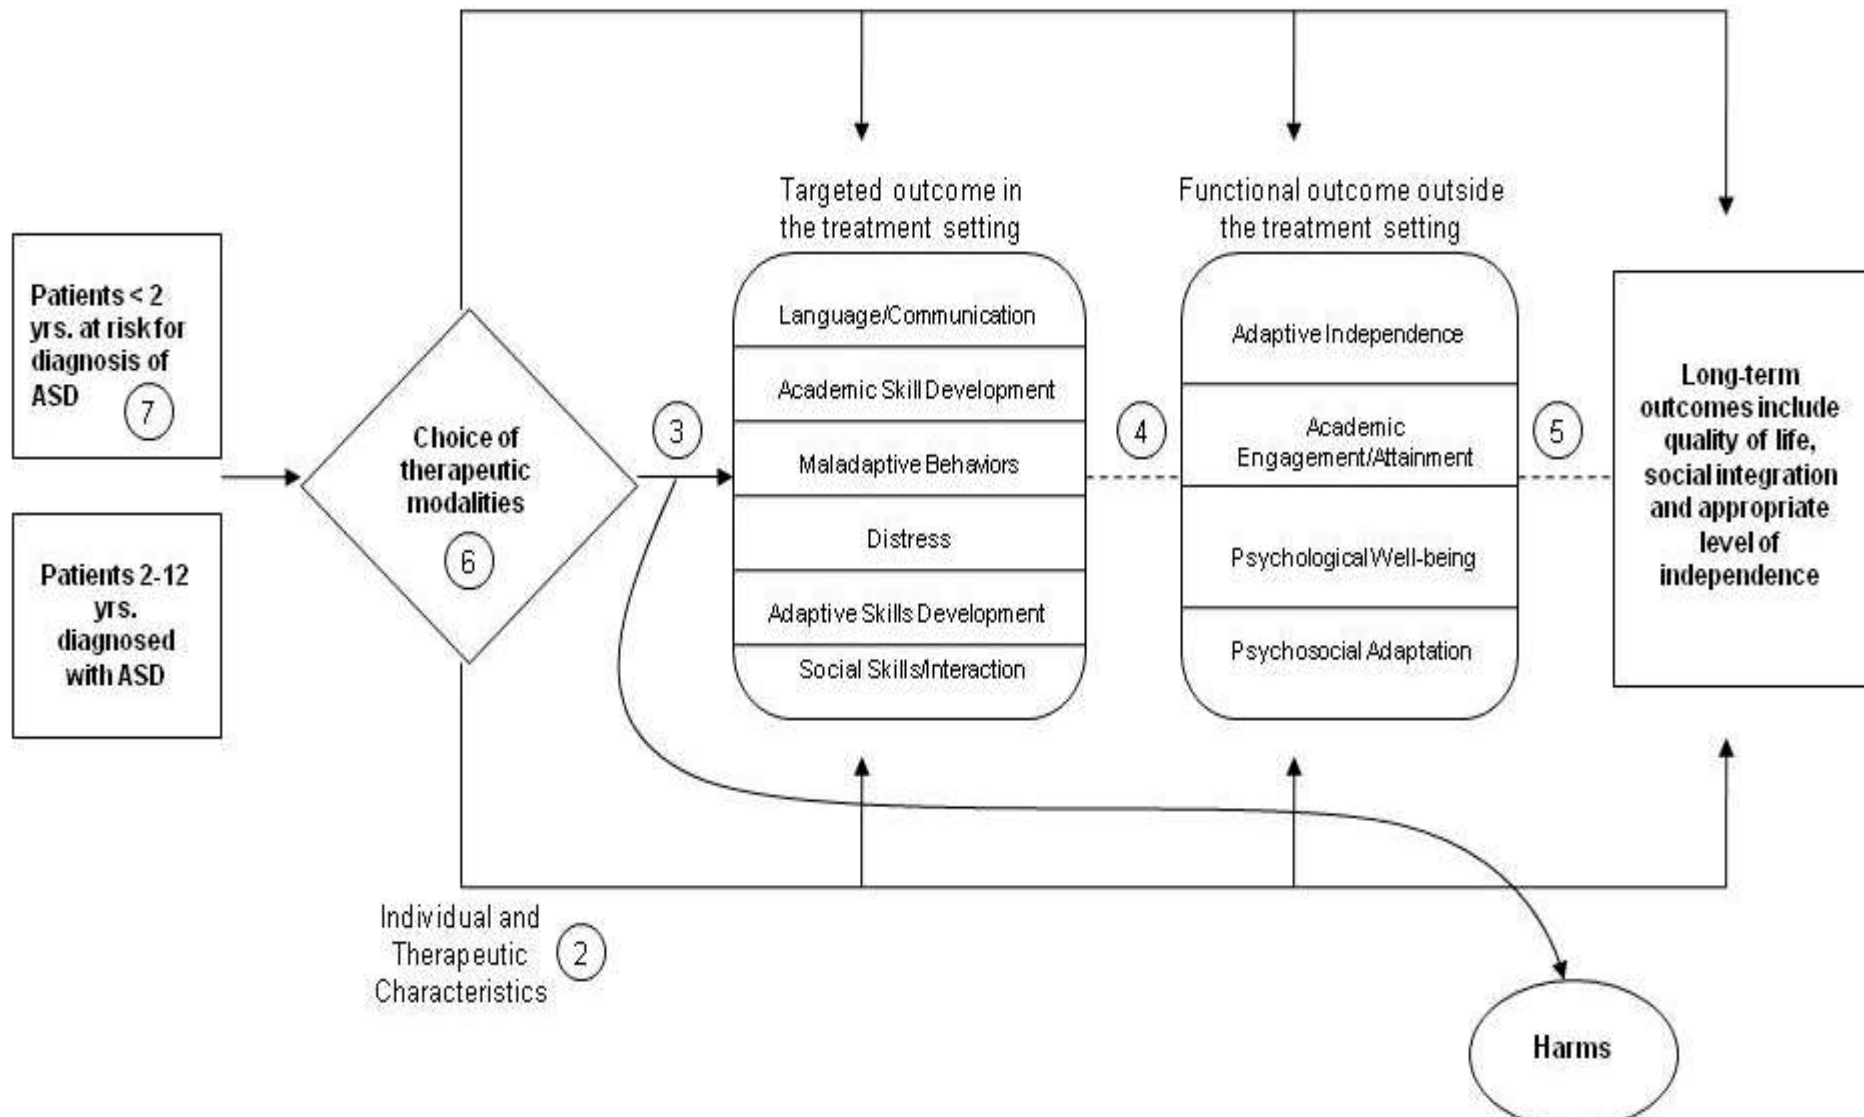 Targeted outcome in
the treatment setting
Functional outcome outside
the treatment setting
Patients < 2
yrs. at risk for
diagnosis of
ASD
7
Patients 2-12
yrs.
diagnosed
with ASD
Choice of
therapeutic
modalities
6
3
Language/Communication
Academic Skill Development
Maladaptive Behaviors
Distress
Adaptive Skills Development
Social Skills/Interaction
4
Adaptive Independence
Academic
Engagement/Attainment
Psychological Well-being
Psychosocial Adaptation
5
Long-term
outcomes include
quality of life,
social integration
and appropriate
level of
independence
Individual and
Therapeutic
Characteristics
2
Harms